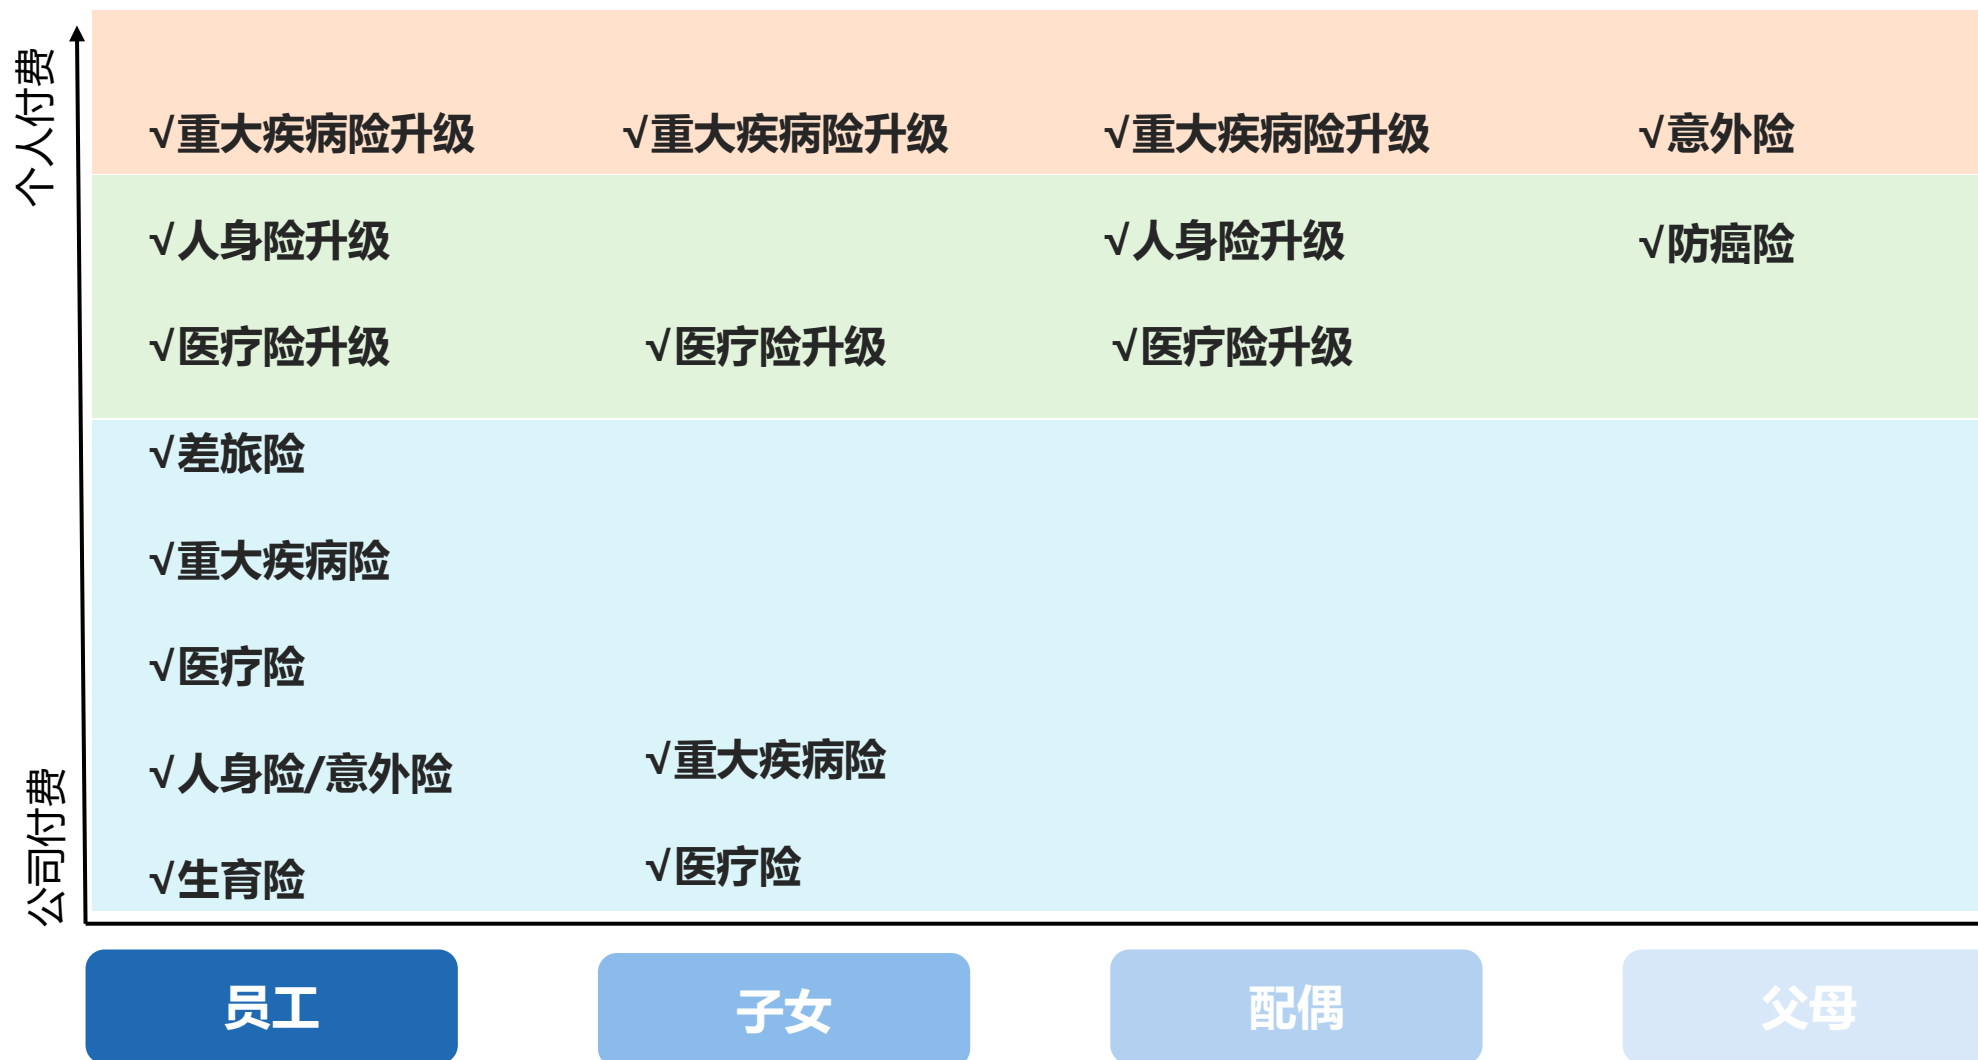 个人付费
√重大疾病险升级 √重大疾病险升级 √重大疾病险升级 √意外险
√人身险升级 √人身险升级 √防癌险
√医疗险升级 √医疗险升级 √医疗险升级
√差旅险
√重大疾病险
√医疗险
√人身险/意外险 √重大疾病险
√生育险 √医疗险
公司付费
员工 子女 配偶 父母